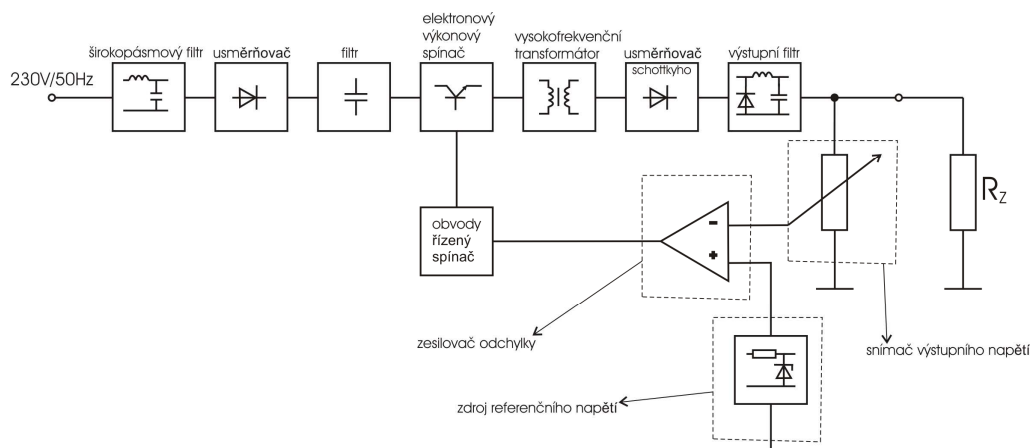 elektronový
výkonový
spínač
širokopásmový filtr
usměrňovač
filtr
vysokofrekvenční
transformátor
usměrňovač
schottkyho
výstupní filtr
230V/50Hz
R_Z
-
+
obvody
řízený
spínač
zesilovač odchylky
snímač výstupního napětí
zdroj referenčního napětí